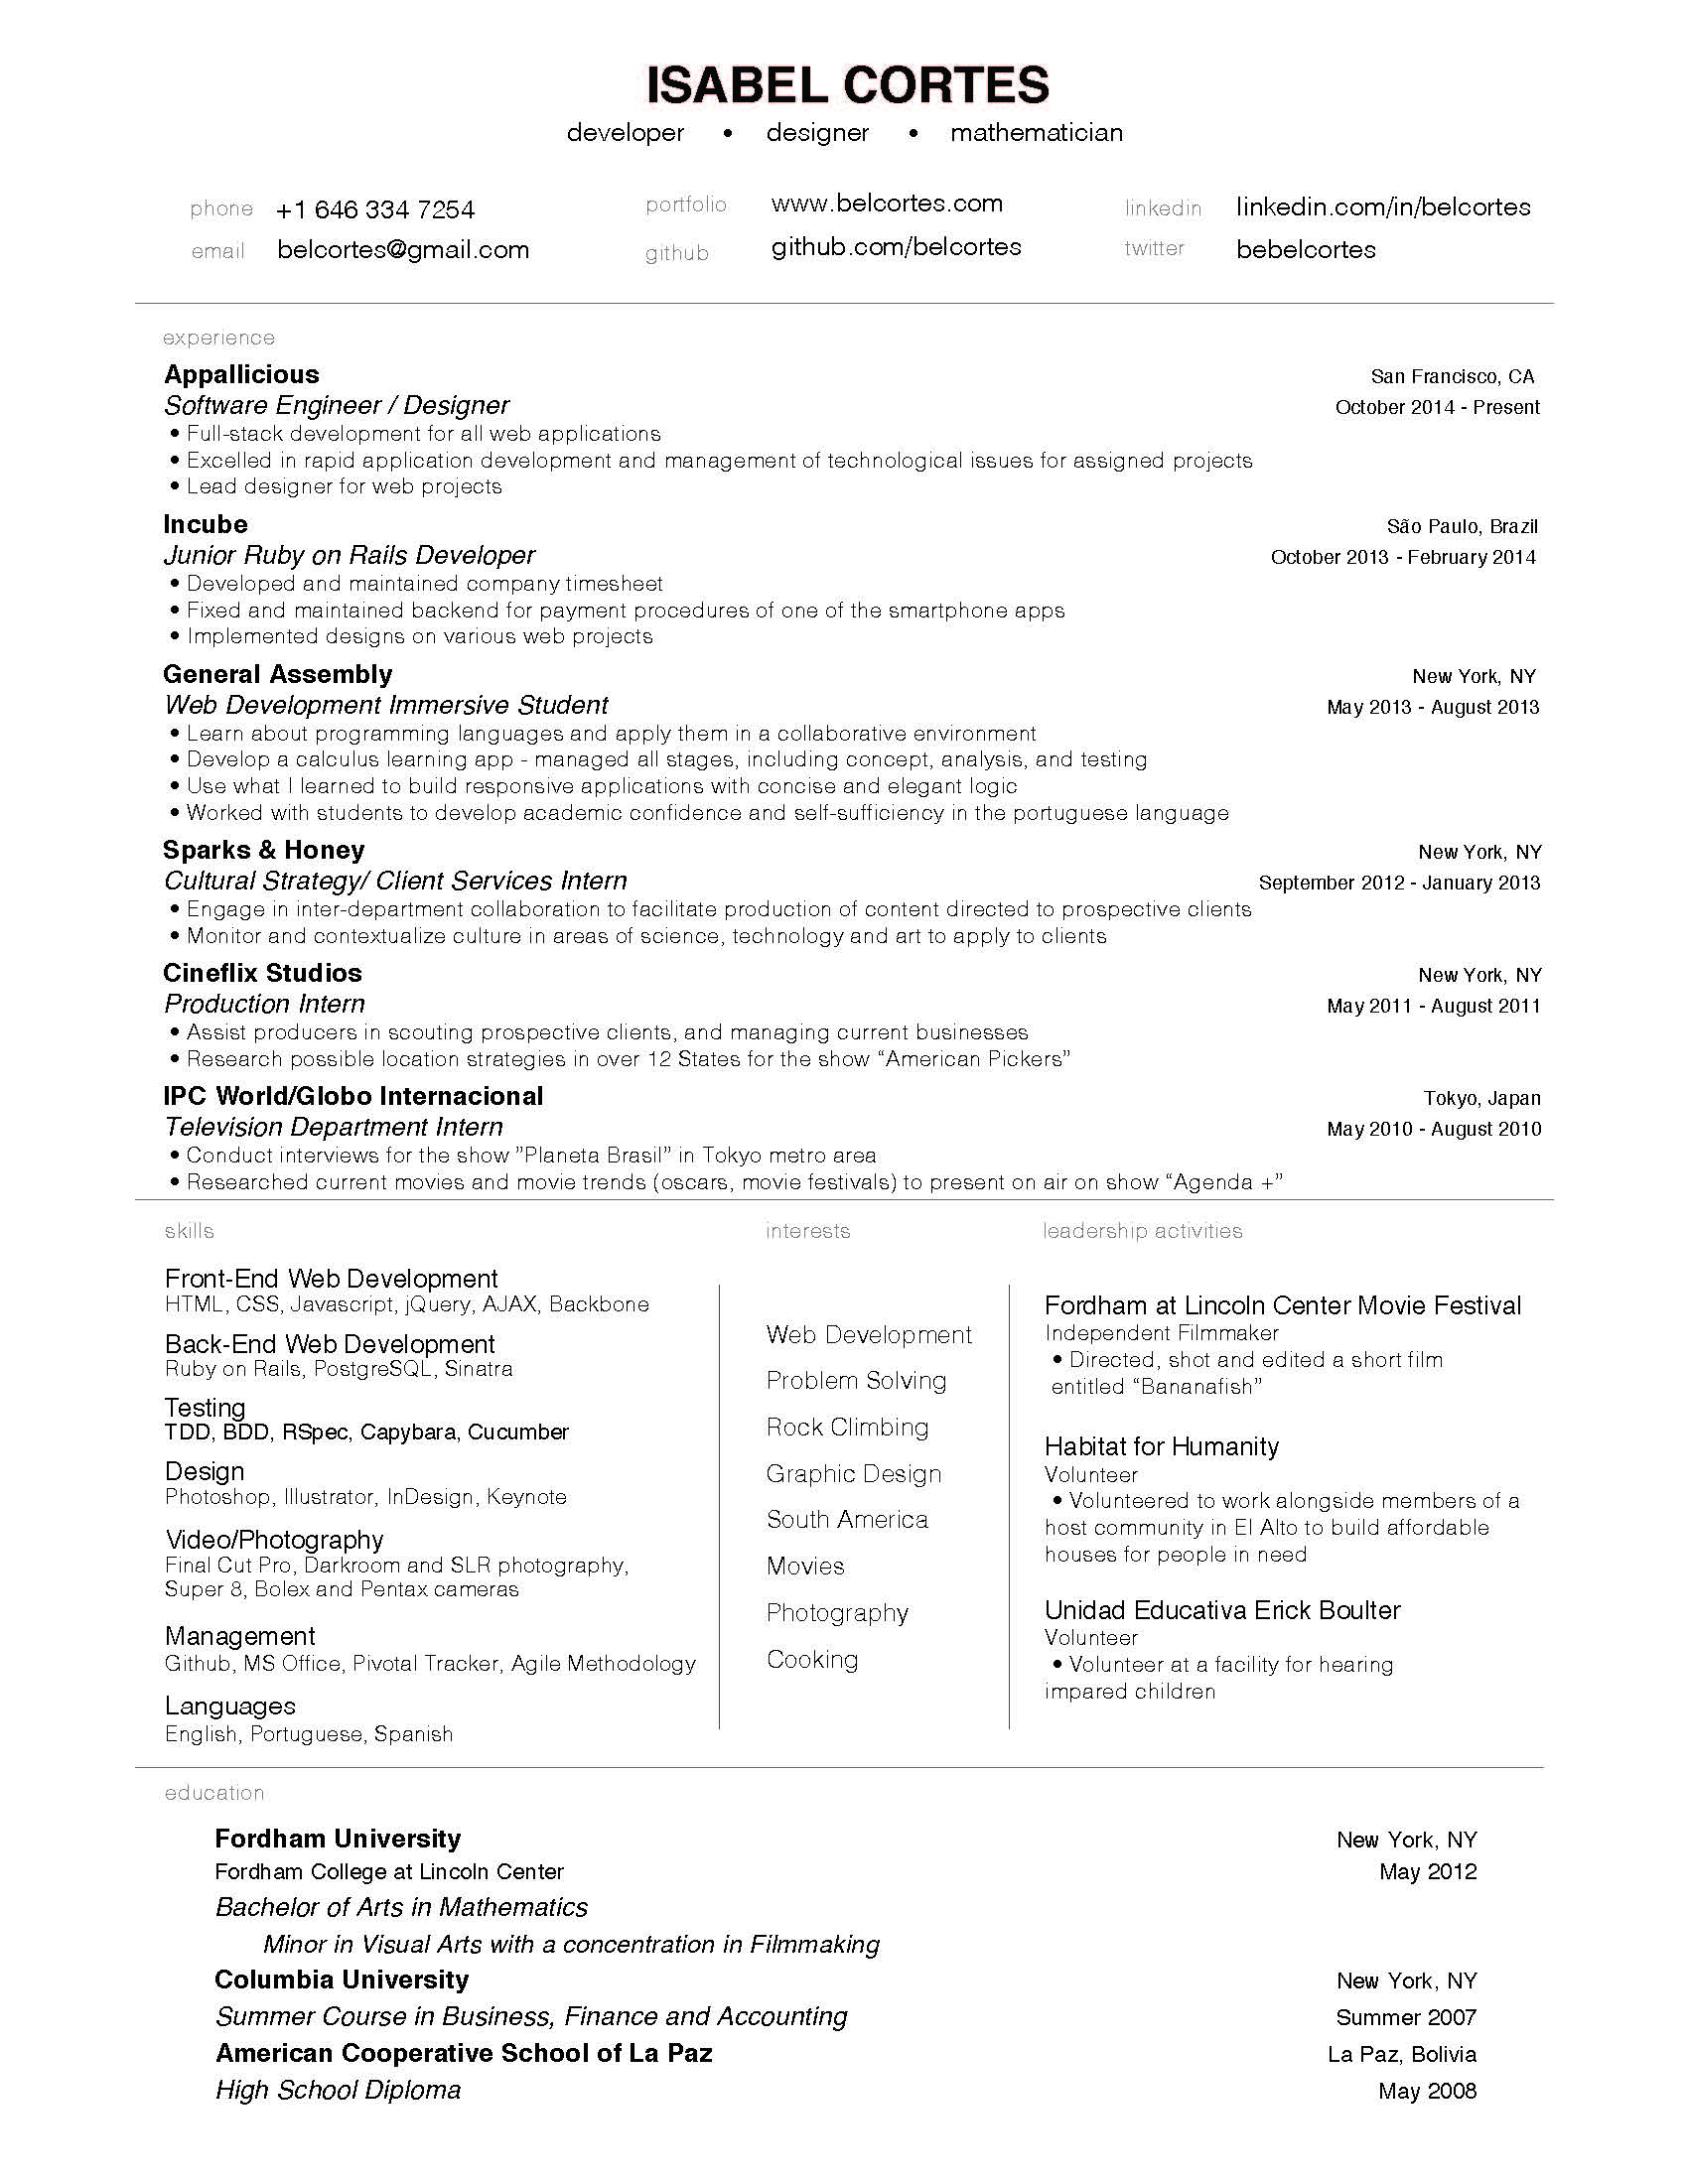 ISABEL CORTES
developer • designer • mathematician
phone +1 646 334 7254
email belcortes@gmail.com
portfolio www.belcortes.com
github github.com/belcortes
linkedin linkedin.com/in/belcortes
twitter bebelcortes
experience
Appallicious San Francisco, CA
Software Engineer / Designer October 2014 - Present
• Full-stack development for all web applications
• Excelled in rapid application development and management of technological issues for assigned projects
• Lead designer for web projects
Incube São Paulo, Brazil
Junior Ruby on Rails Developer October 2013 - February 2014
• Developed and maintained company timesheet
• Fixed and maintained backend for payment procedures of one of the smartphone apps
• Implemented designs on various web projects
General Assembly New York, NY
Web Development Immersive Student May 2013 - August 2013
• Learn about programming languages and apply them in a collaborative environment
• Develop a calculus learning app - managed all stages, including concept, analysis, and testing
• Use what I learned to build responsive applications with concise and elegant logic
• Worked with students to develop academic confidence and self-sufficiency in the portuguese language
Sparks & Honey New York, NY
Cultural Strategy/ Client Services Intern September 2012 - January 2013
• Engage in inter-department collaboration to facilitate production of content directed to prospective clients
• Monitor and contextualize culture in areas of science, technology and art to apply to clients
Cineflix Studios New York, NY
Production Intern May 2011 - August 2011
• Assist producers in scouting prospective clients, and managing current businesses
• Research possible location strategies in over 12 States for the show “American Pickers”
IPC World/Globo Internacional Tokyo, Japan
Television Department Intern May 2010 - August 2010
• Conduct interviews for the show ”Planeta Brasil” in Tokyo metro area
• Researched current movies and movie trends (oscars, movie festivals) to present on air on show “Agenda +”
skills
Front-End Web Development
HTML, CSS, Javascript, jQuery, AJAX, Backbone
Back-End Web Development
Ruby on Rails, PostgreSQL, Sinatra
Testing
TDD, BDD, RSpec, Capybara, Cucumber
Design
Photoshop, Illustrator, InDesign, Keynote
Video/Photography
Final Cut Pro, Darkroom and SLR photography,
Super 8, Bolex and Pentax cameras
Management
Github, MS Office, Pivotal Tracker, Agile Methodology
Languages
English, Portuguese, Spanish
interests
Web Development
Problem Solving
Rock Climbing
Graphic Design
South America
Movies
Photography
Cooking
leadership activities
Fordham at Lincoln Center Movie Festival
Independent Filmmaker
• Directed, shot and edited a short film
entitled “Bananafish”
Habitat for Humanity
Volunteer
• Volunteered to work alongside members of a
host community in El Alto to build affordable
houses for people in need
Unidad Educativa Erick Boulter
Volunteer
• Volunteer at a facility for hearing
impared children
education
Fordham University New York, NY
Fordham College at Lincoln Center May 2012
Bachelor of Arts in Mathematics
Minor in Visual Arts with a concentration in Filmmaking
Columbia University New York, NY
Summer Course in Business, Finance and Accounting Summer 2007
American Cooperative School of La Paz La Paz, Bolivia
High School Diploma May 2008